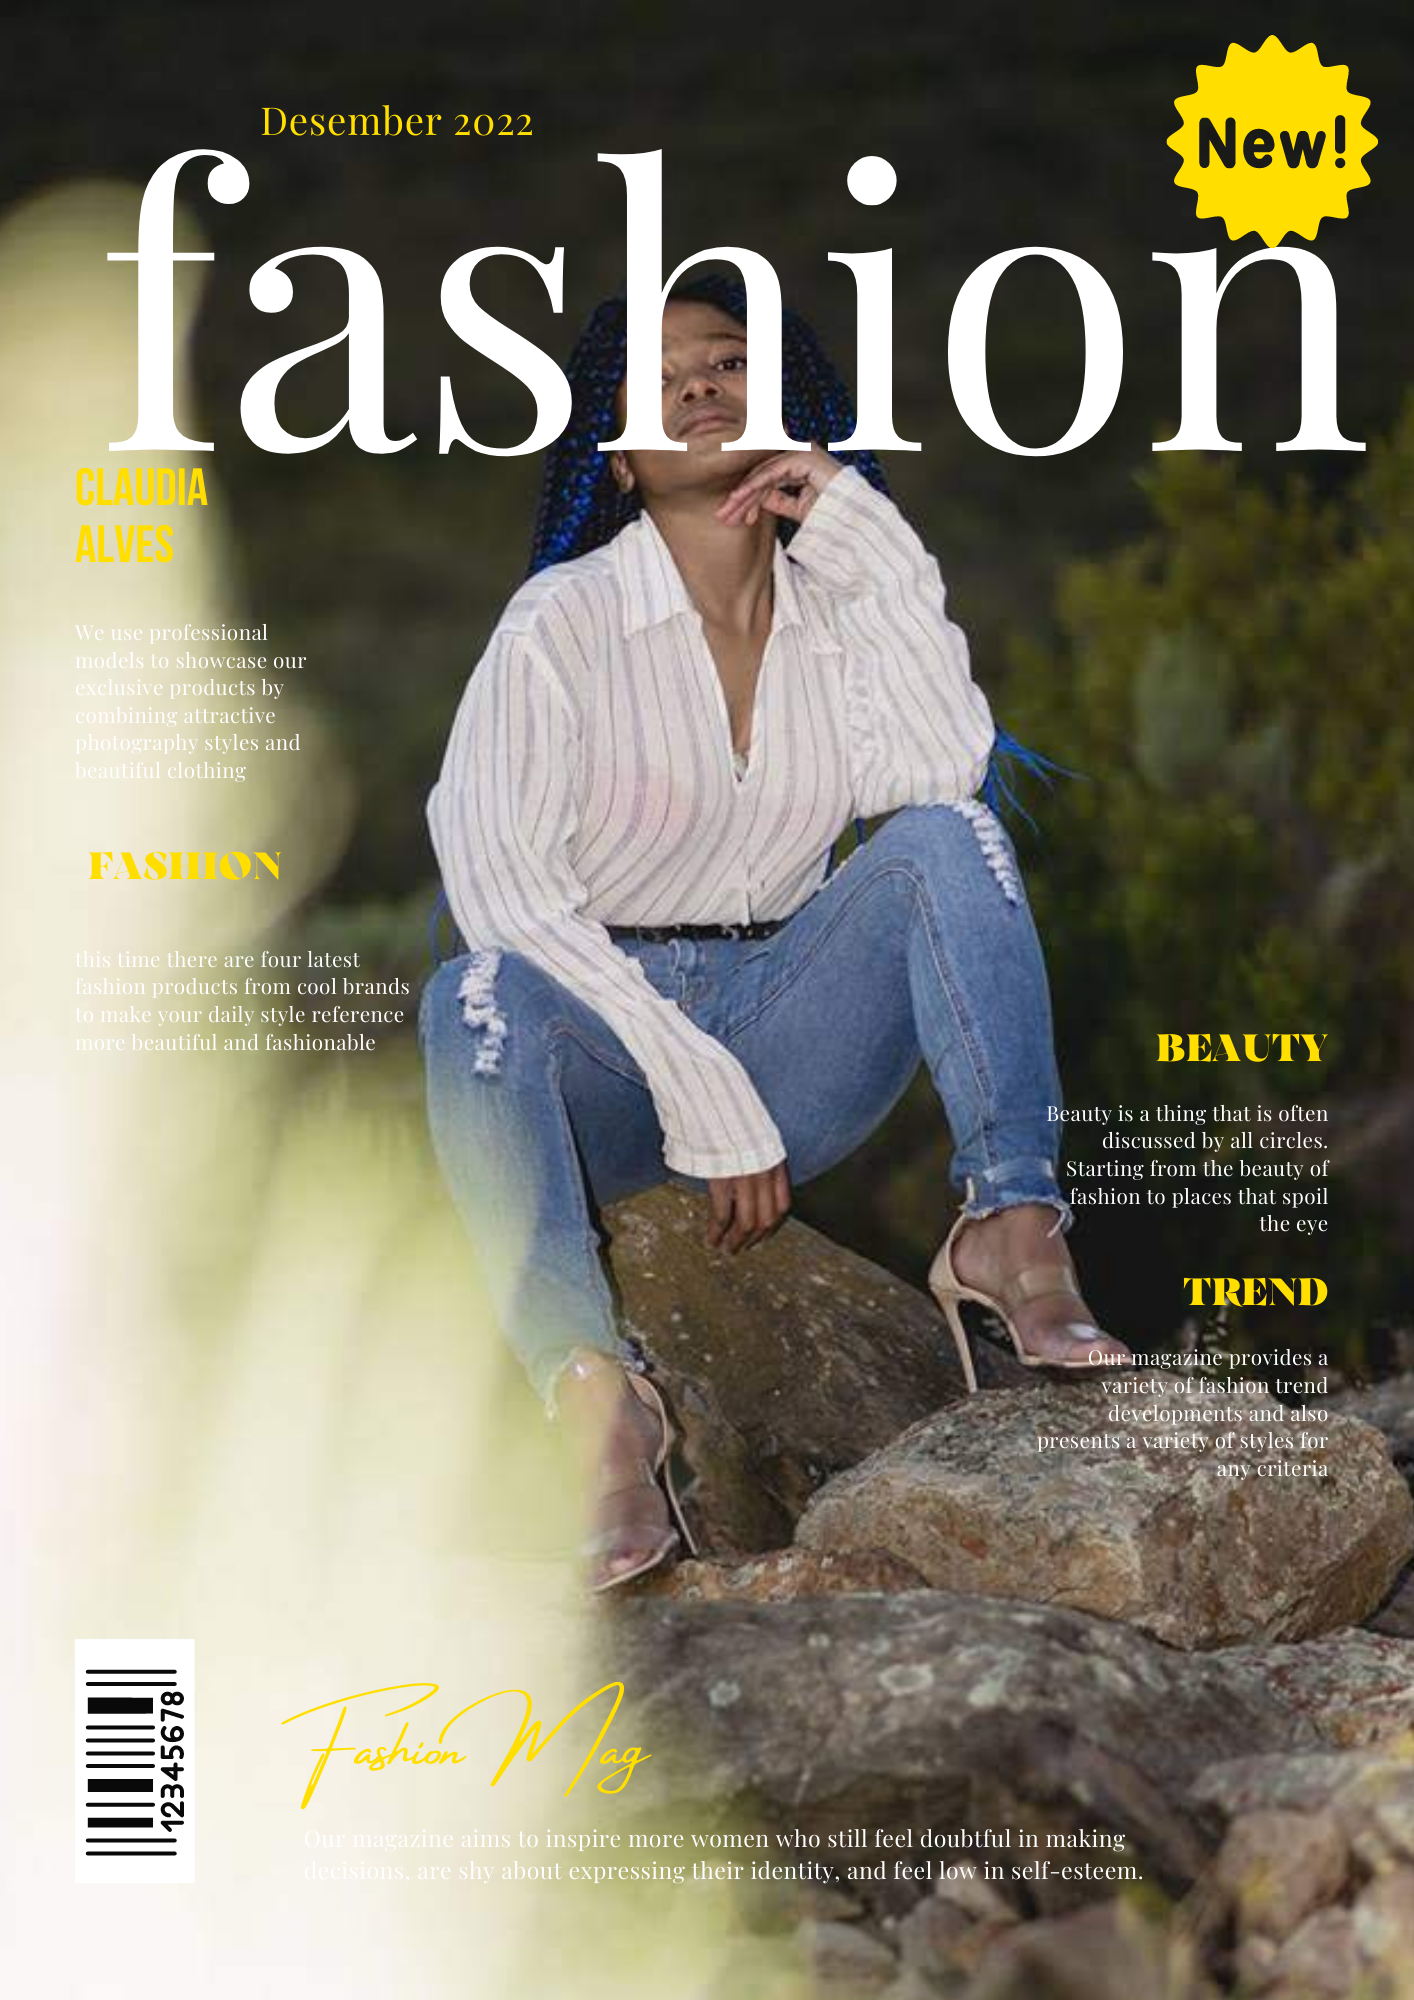 Desember 2022
New!
fashion
CLAUDIA
ALVES
We use professional
models to showcase our
exclusive products by
combining attractive
photography styles and
beautiful clothing
FASHION
this time there are four latest
fashion products from cool brands
to make your daily style reference
more beautiful and fashionable
BEAUTY
Beauty is a thing that is often
discussed by all circles.
Starting from the beauty of
fashion to places that spoil
the eye
TREND
Our magazine provides a
variety of fashion trend
developments and also
presents a variety of styles for
any criteria
12345678
Fashion Mag
Our magazine aims to inspire more women who still feel doubtful in making
decisions, are shy about expressing their identity, and feel low in self-esteem.